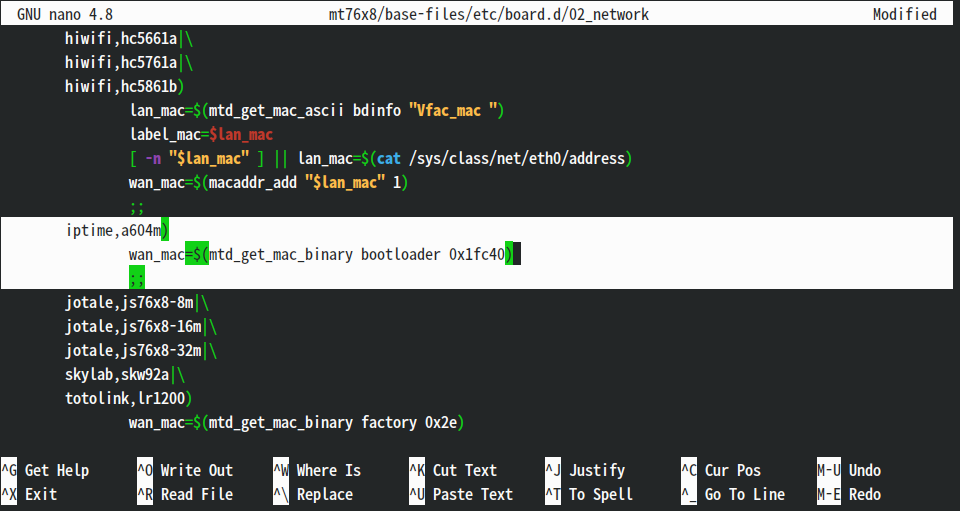 GNU nano 4.8 mt76x8/base-files/etc/board.d/02_network Modified
hiwifi,hc5661a|\
hiwifi,hc5761a|\
hiwifi,hc5861b)
lan_mac=$(mtd_get_mac_ascii bdinfo "Vfac_mac ")
label_mac=$lan_mac
[ -n "$lan_mac" ] || lan_mac=$(cat /sys/class/net/eth0/address)
wan_mac=$(macaddr_add "$lan_mac" 1)
;;
iptime,a604m)
wan_mac=$(mtd_get_mac_binary bootloader 0x1fc40)
;;
jotale,js76x8-8m|\
jotale,js76x8-16m|\
jotale,js76x8-32m|\
skylab,skw92a|\
totolink,lr1200)
wan_mac=$(mtd_get_mac_binary factory 0x2e)
^G Get Help ^O Write Out ^W Where Is ^K Cut Text ^J Justify ^C Cur Pos M-U Undo
^X Exit ^R Read File ^\ Replace ^U Paste Text ^T To Spell ^_ Go To Line M-E Redo